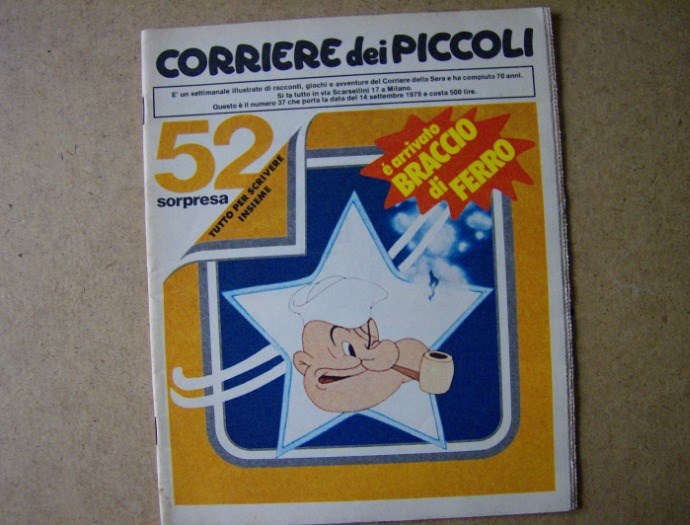 CORRIERE dei PICCOLI
E' un settimanale illustrato di racconti, giochi e avventure del Corriere della Sera e ha compiuto 70 anni.
Si fa tutto in via Scarsellini 17 a Milano.
Questo è il numero 37 che porta la data del 14 settembre 1979 e costa 500 lire.
52
sorpresa
TUTTO PER SCRIVERE
INSIEME
é arrivato
BRACCIO
di
FERRO